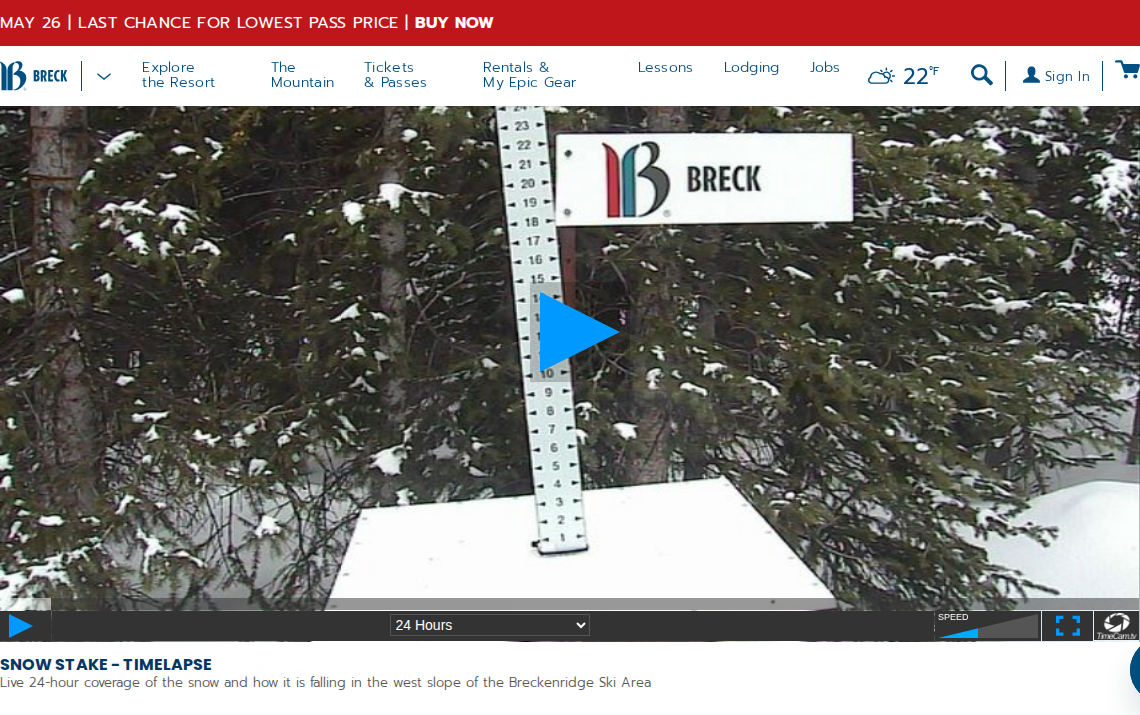 MAY 26 | LAST CHANCE FOR LOWEST PASS PRICE | BUY NOW
BRECK
Explore
the Resort
The
Mountain
Tickets
& Passes
Rentals &
My Epic Gear
Lessons
Lodging
Jobs
22°F
Sign In
23
22
21
20
19
18
17
16
15
10
9
8
7
6
5
4
3
2
1
B BRECK
®
24 Hours
SPEED
TimeCam.tv
SNOW STAKE - TIMELAPSE
Live 24-hour coverage of the snow and how it is falling in the west slope of the Breckenridge Ski Area